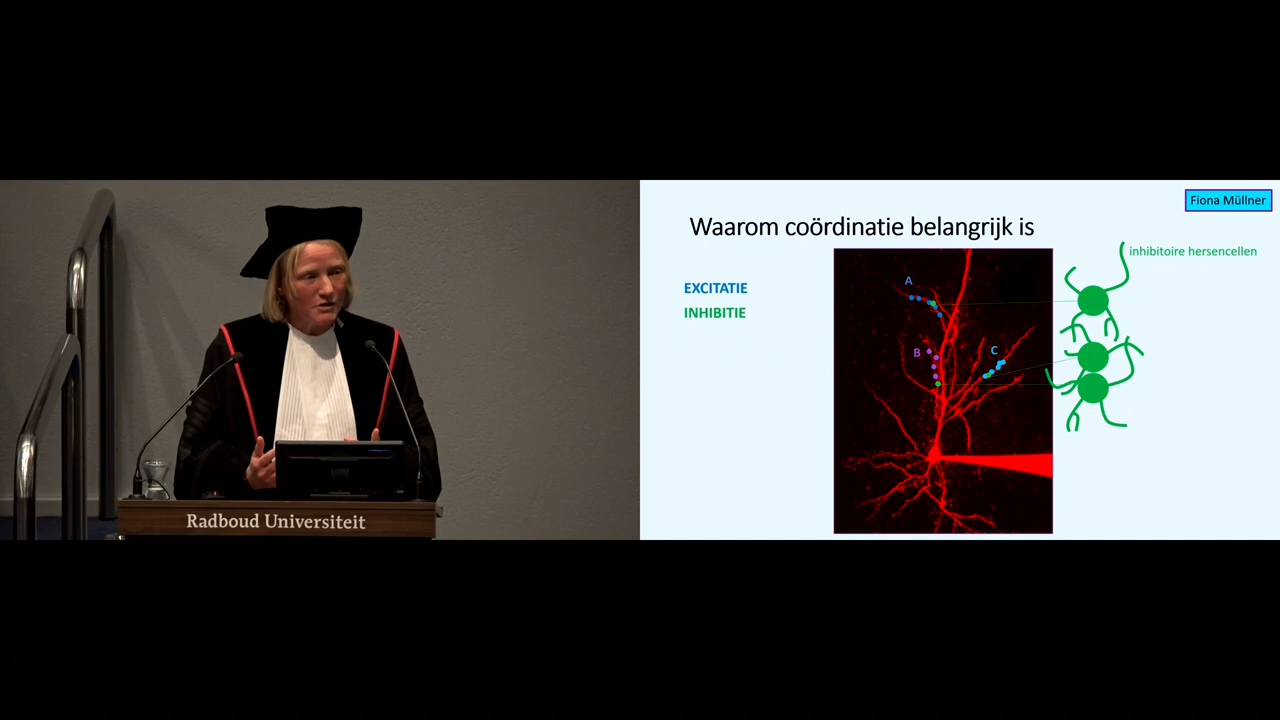 Radboud Universiteit
Fiona Müllner
Waarom coördinatie belangrijk is
inhibitoire hersencellen
EXCITATIE
INHIBITIE
A
B
C